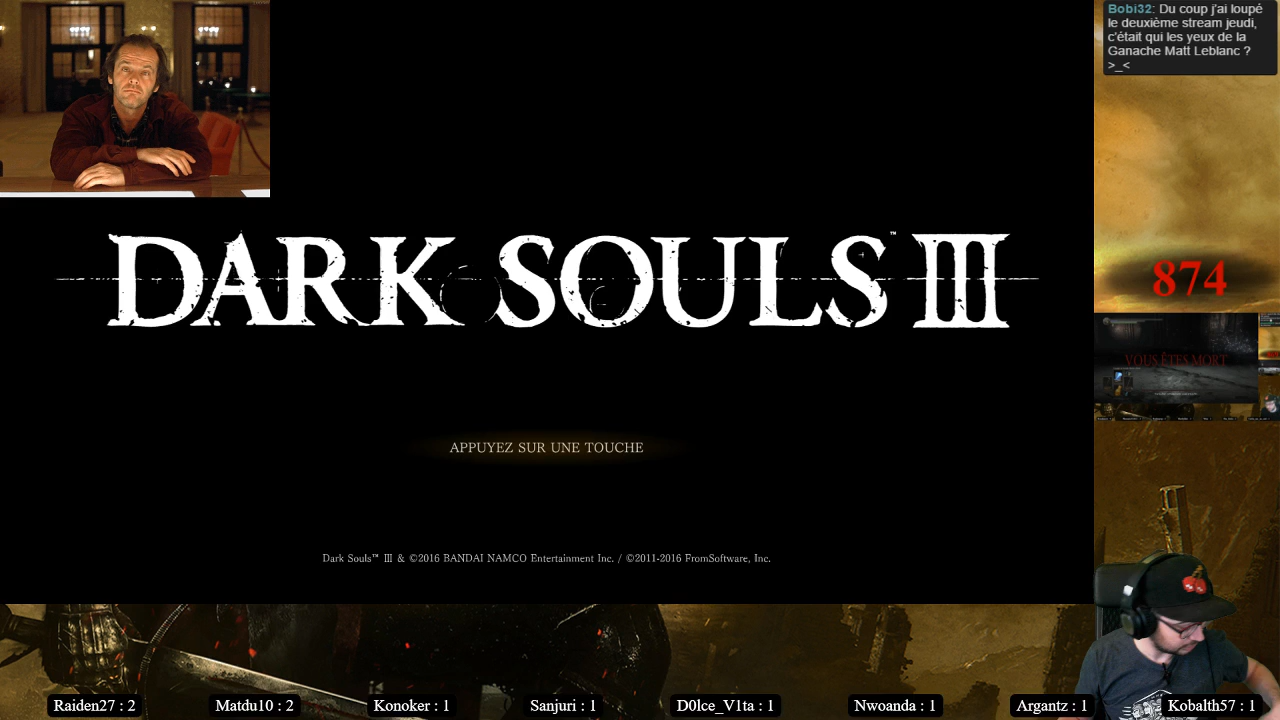 Bobi32: Du coup j'ai loupé
le deuxième stream jeudi,
c'était qui les yeux de la
Ganache Matt Leblanc ?
>_<
DARK SOULS™ III
874
VOUS ÊTES MORT
APPUYEZ SUR UNE TOUCHE
Dark Souls™ III & ©2016 BANDAI NAMCO Entertainment Inc. / ©2011-2016 FromSoftware, Inc.
Raiden27 : 2
Matdu10 : 2
Konoker : 1
Sanjuri : 1
D0lce_V1ta : 1
Nwoanda : 1
Argantz : 1
Kobalth57 : 1